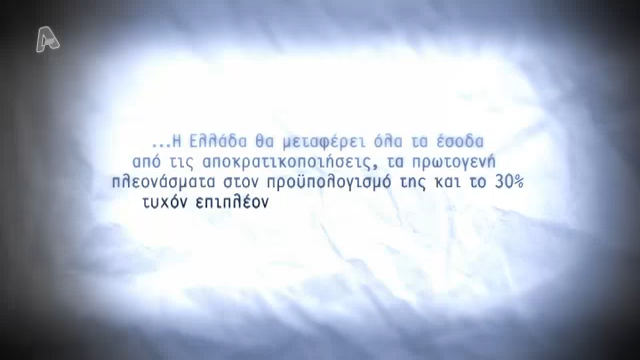 ...Η Ελλάδα θα μεταφέρει όλα τα έσοδα
από τις αποκρατικοποιήσεις, τα πρωτογενή
πλεονάσματα στον προϋπολογισμό της και το 30%
τυχόν επιπλέον